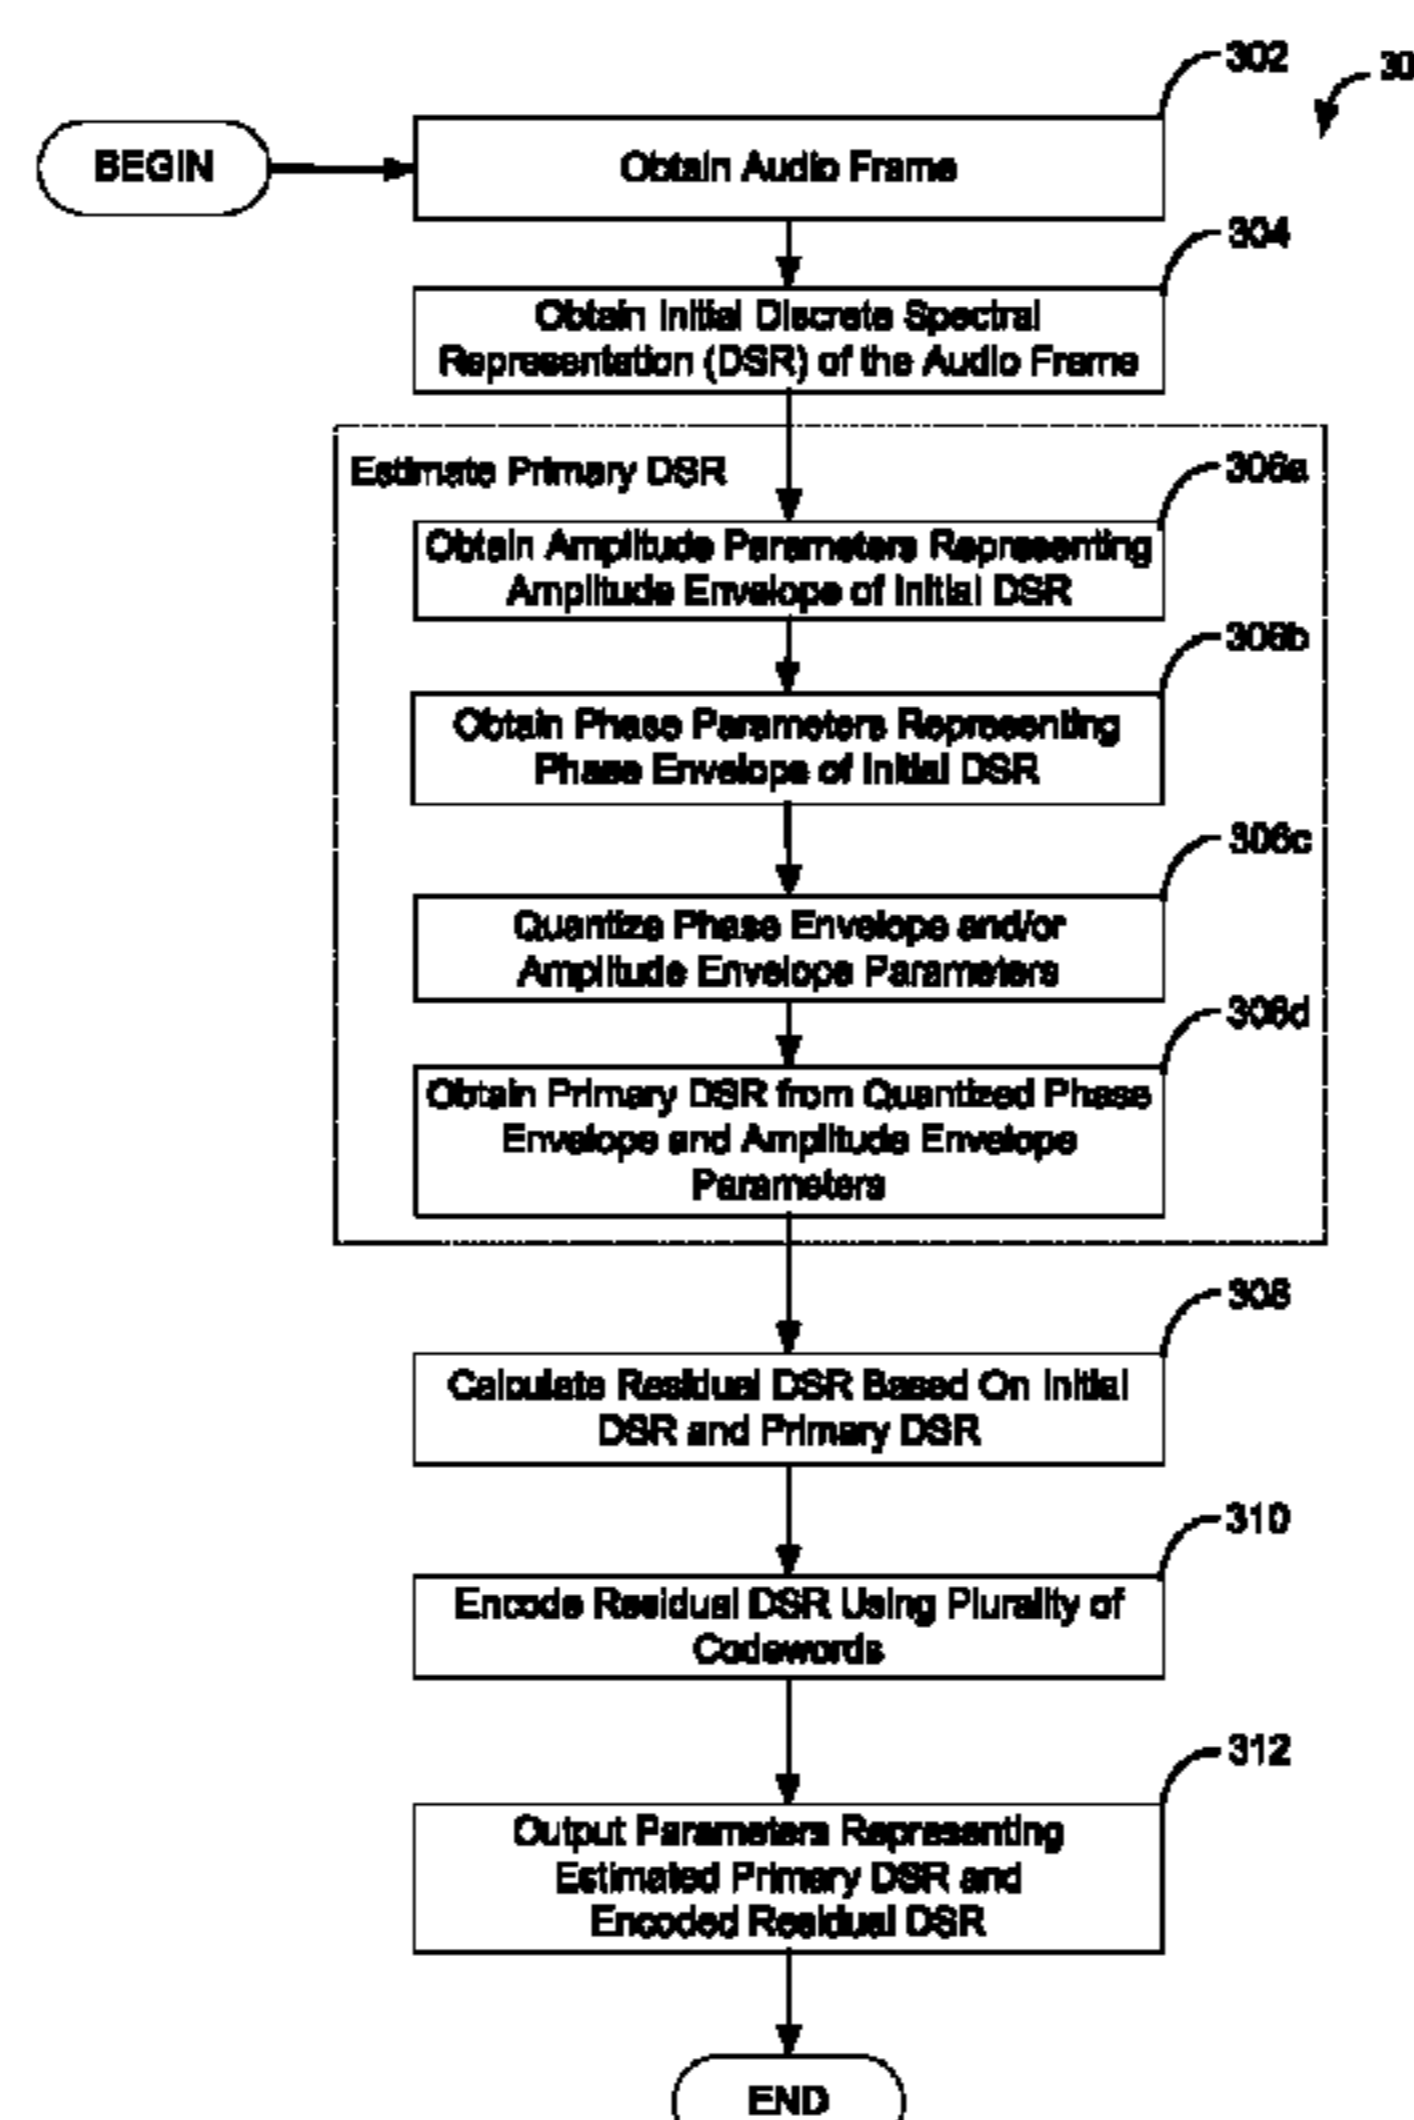 302
30
BEGIN
Obtain Audio Frame
304
Obtain Initial Discrete Spectral
Representation (DSR) of the Audio Frame
Estimate Primary DSR
306a
Obtain Amplitude Parameters Representing
Amplitude Envelope of Initial DSR
306b
Obtain Phase Parameters Representing
Phase Envelope of Initial DSR
306c
Quantize Phase Envelope and/or
Amplitude Envelope Parameters
306d
Obtain Primary DSR from Quantized Phase
Envelope and Amplitude Envelope
Parameters
308
Calculate Residual DSR Based On Initial
DSR and Primary DSR
310
Encode Residual DSR Using Plurality of
Codewords
312
Output Parameters Representing
Estimated Primary DSR and
Encoded Residual DSR
END